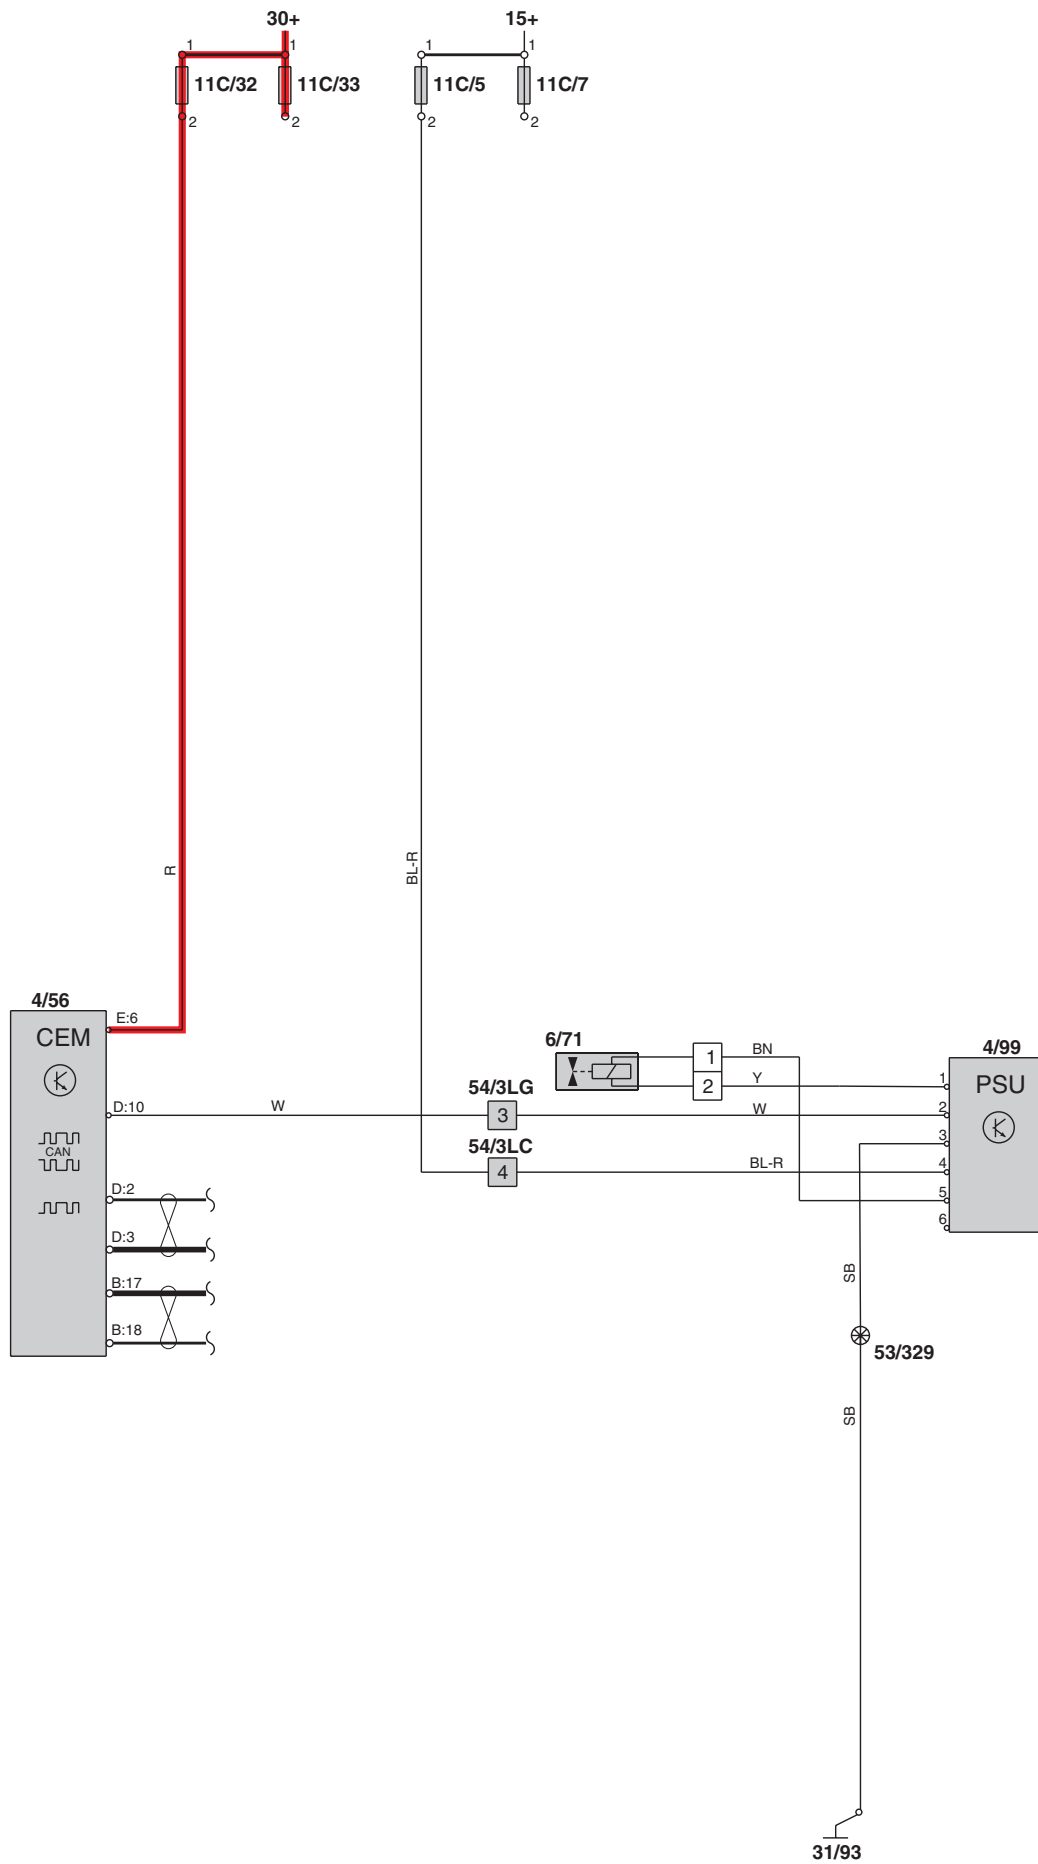 30+ 15+
1 1 1 1
11C/32 11C/33 11C/5 11C/7
2 2 2 2
R BL-R
4/56
E:6
CEM
6/71 4/99
1 BN
1 PSU
2 Y
54/3LG
D:10 W 3 W 2
CAN
3
54/3LC
4 BL-R 4
D:2
5
6
D:3
SB
B:17
B:18
53/329
SB
31/93